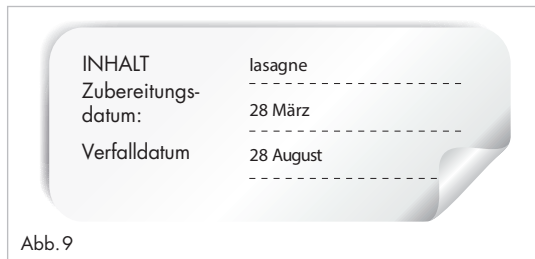 INHALT lasagne
Zubereitungs-
datum: 28 März
Verfalldatum 28 August
Abb. 9